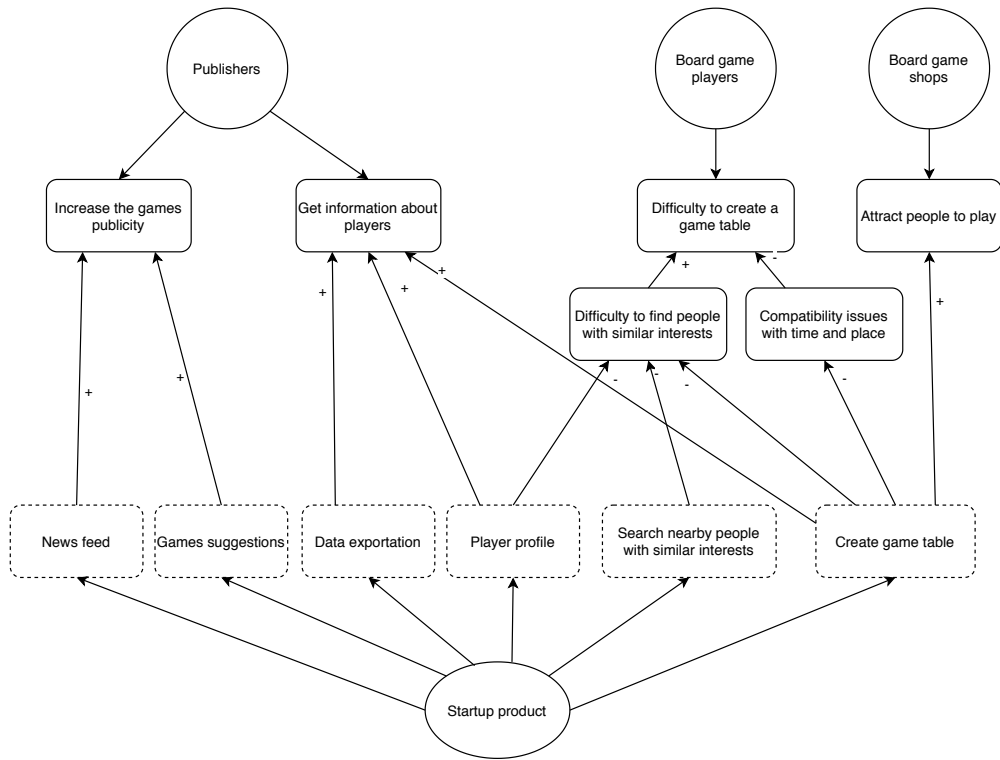 Publishers
Board game
players
Board game
shops
Increase the games
publicity
Get information about
players
Difficulty to create a
game table
Attract people to play
+
-
+
+
+
Difficulty to find people
with similar interests
Compatibility issues
with time and place
+
+
+
-
-
-
-
+
News feed
Games suggestions
Data exportation
Player profile
Search nearby people
with similar interests
Create game table
Startup product